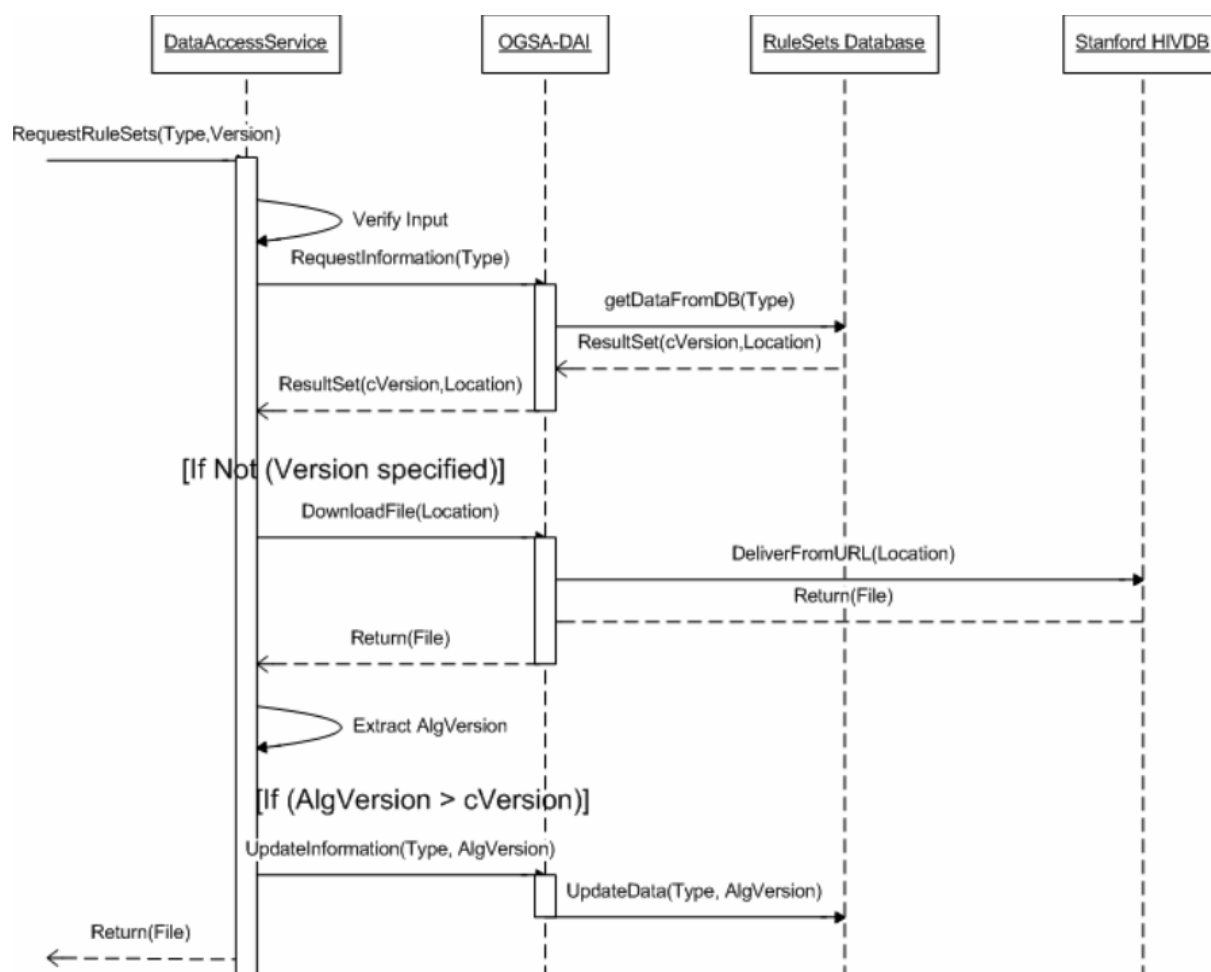 DataAccessService
OGSA-DAI
RuleSets Database
Stanford HIVDB
RequestRuleSets(Type,Version)
Verify Input
RequestInformation(Type)
getDataFromDB(Type)
ResultSet(cVersion,Location)
ResultSet(cVersion,Location)
[If Not (Version specified)]
DownloadFile(Location)
DeliverFromURL(Location)
Return(File)
Return(File)
Extract AlgVersion
[If (AlgVersion > cVersion)]
UpdateInformation(Type, AlgVersion)
UpdateData(Type, AlgVersion)
Return(File)